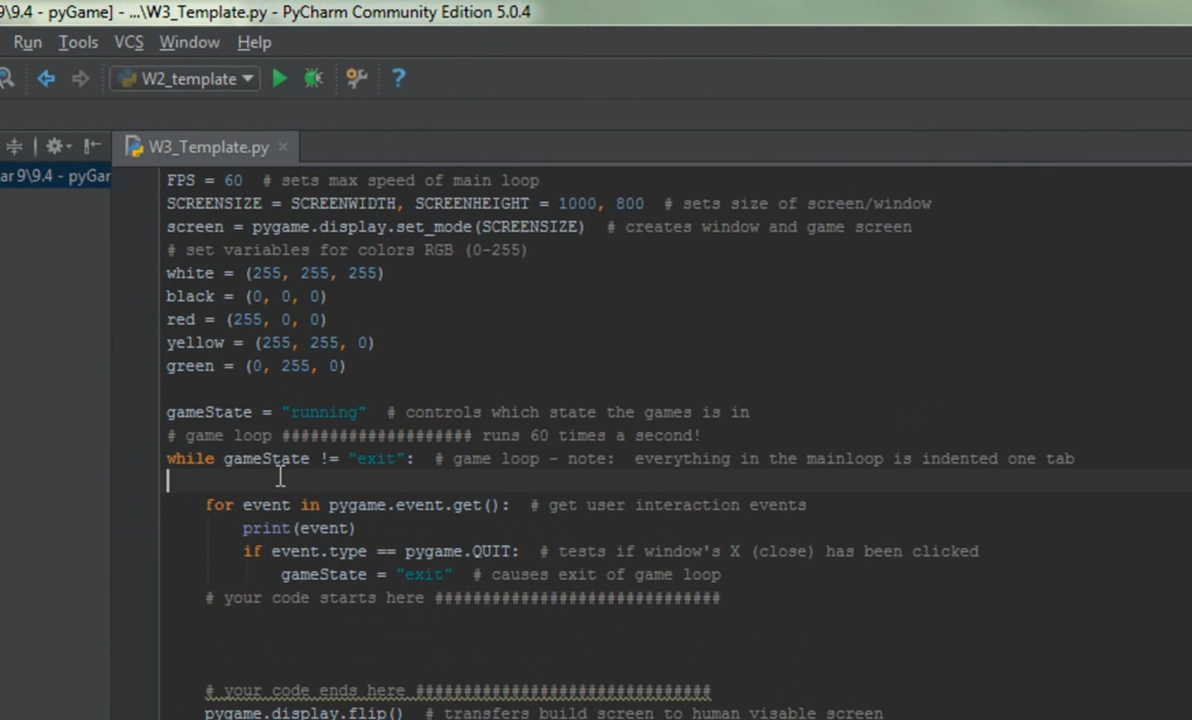 9\9.4 - pyGame] - ...\W3_Template.py - PyCharm Community Edition 5.0.4
Run Tools VCS Window Help
W2_template
W3_Template.py
ar 9\9.4 - pyGar
FPS = 60  # sets max speed of main loop
SCREENSIZE = SCREENWIDTH, SCREENHEIGHT = 1000, 800  # sets size of screen/window
screen = pygame.display.set_mode(SCREENSIZE)  # creates window and game screen
# set variables for colors RGB (0-255)
white = (255, 255, 255)
black = (0, 0, 0)
red = (255, 0, 0)
yellow = (255, 255, 0)
green = (0, 255, 0)
gameState = "running"  # controls which state the games is in
# game loop #################### runs 60 times a second!
while gameState != "exit":  # game loop - note:  everything in the mainloop is indented one tab
for event in pygame.event.get():  # get user interaction events
print(event)
if event.type == pygame.QUIT:  # tests if window's X (close) has been clicked
gameState = "exit"  # causes exit of game loop
# your code starts here ##############################
# your code ends here ###############################
pygame.display.flip()  # transfers build screen to human visable screen